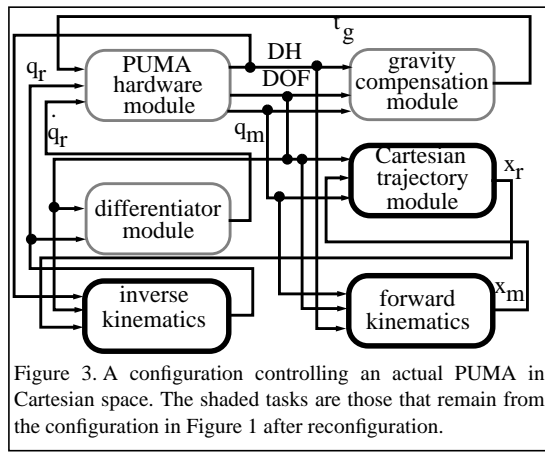 τg
qr
DH
PUMA
hardware
module
gravity
compensation
module
DOF
q̇r
qm
Cartesian
trajectory
module
xr
differentiator
module
inverse
kinematics
forward
kinematics
xm
Figure 3. A configuration controlling an actual PUMA in
Cartesian space. The shaded tasks are those that remain from
the configuration in Figure 1 after reconfiguration.